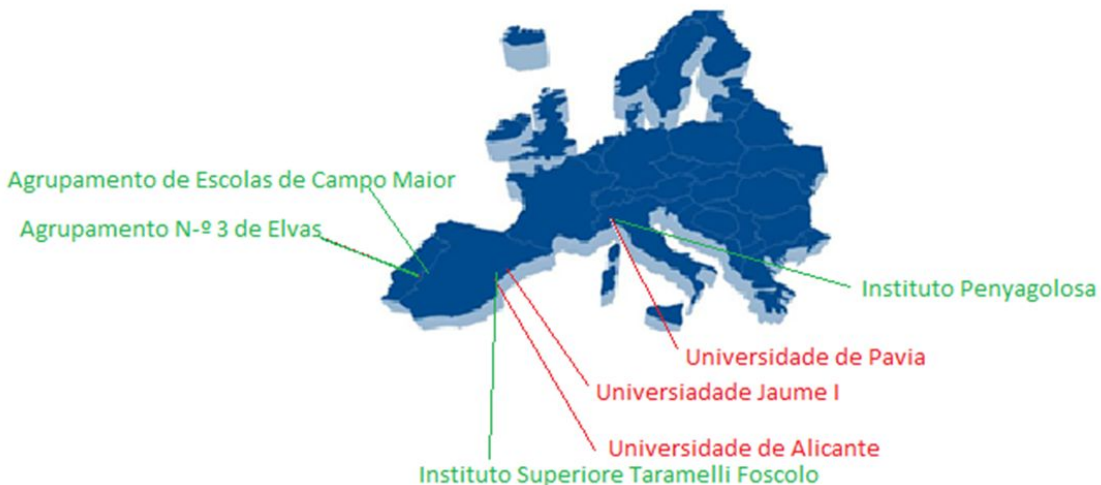 Agrupamento de Escolas de Campo Maior
Agrupamento N-º 3 de Elvas
Instituto Penyagolosa
Universidade de Pavia
Universiadade Jaume I
Universidade de Alicante
Instituto Superiore Taramelli Foscolo